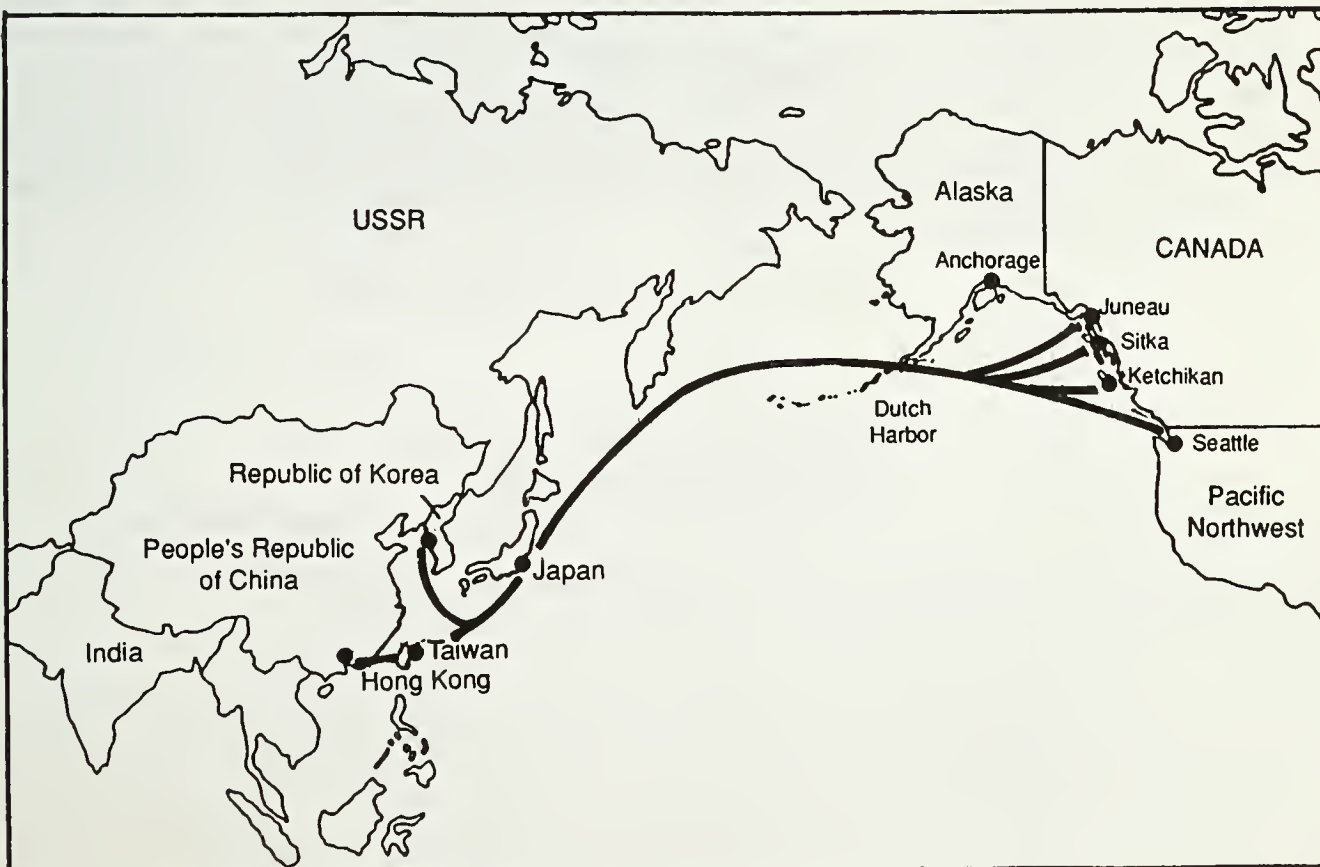 USSR
Alaska
Anchorage
CANADA
Juneau
Sitka
Ketchikan
Dutch
Harbor
Seattle
Pacific
Northwest
Republic of Korea
People's Republic
of China
Japan
India
Taiwan
Hong Kong